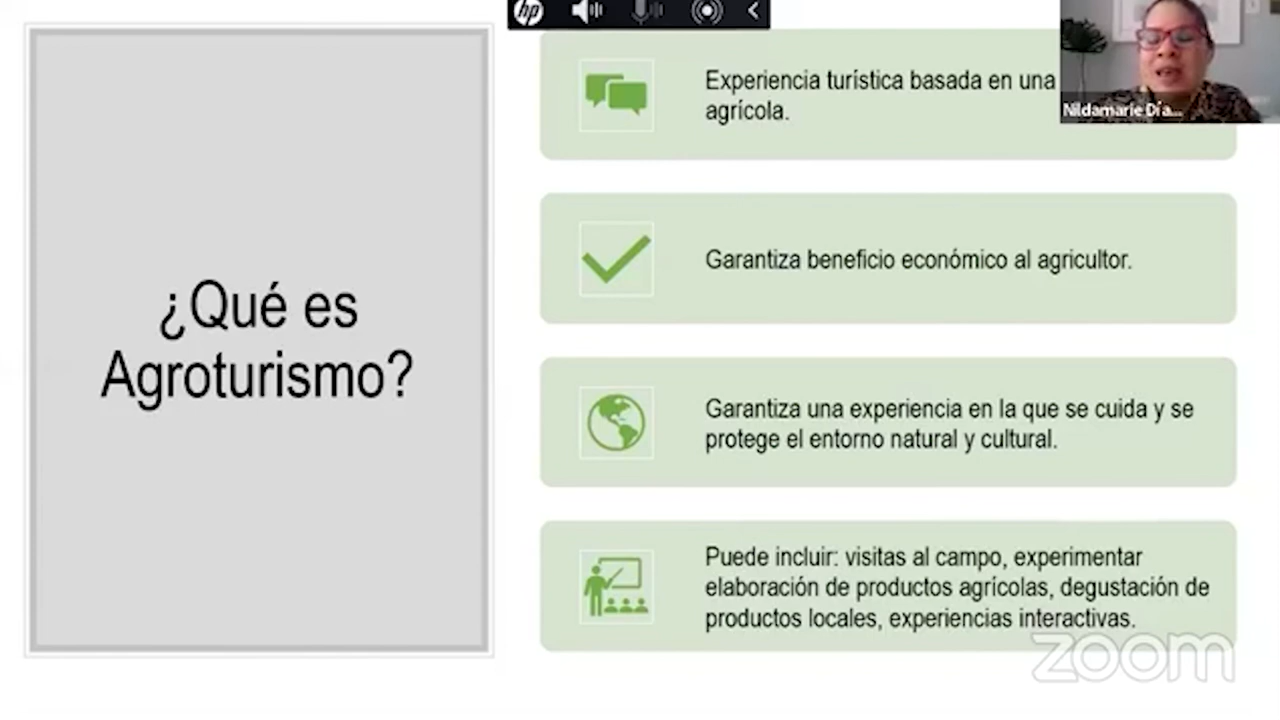 hp
Experiencia turística basada en una
agrícola.
Nildamarie Día...
Garantiza beneficio económico al agricultor.
¿Qué es
Agroturismo?
Garantiza una experiencia en la que se cuida y se
protege el entorno natural y cultural.
Puede incluir: visitas al campo, experimentar
elaboración de productos agrícolas, degustación de
productos locales, experiencias interactivas.
zoom